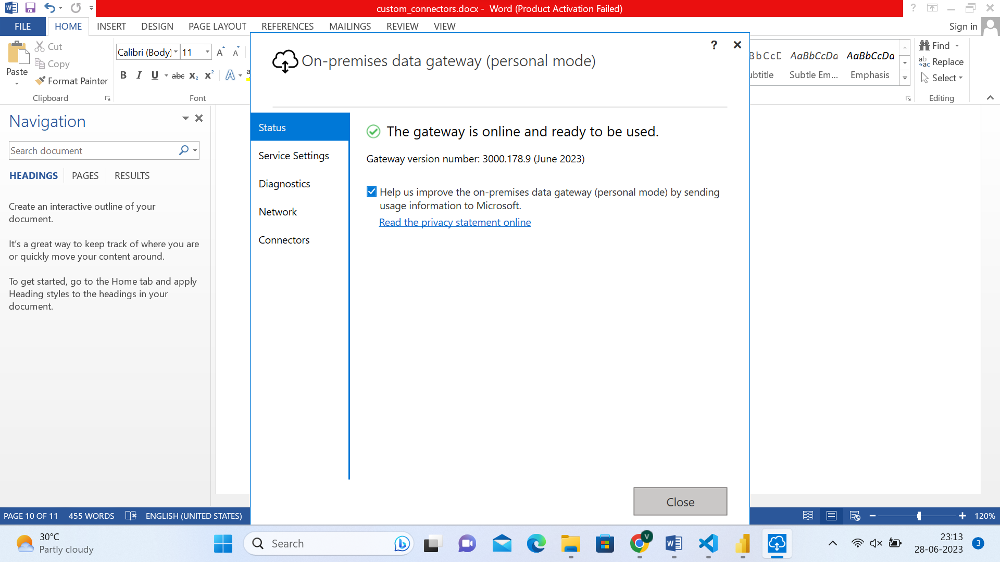 custom_connectors.docx - Word (Product Activation Failed)
FILE HOME INSERT DESIGN PAGE LAYOUT REFERENCES MAILINGS REVIEW VIEW Sign in
Paste
Cut
Copy
Format Painter
Clipboard
Calibri (Body) 11
Font
AaBbCcDd AaBbCcDd
Subtle Em... Emphasis
Find
Replace
Select
Editing
Navigation
Search document
HEADINGS PAGES RESULTS
Create an interactive outline of your
document.
It's a great way to keep track of where you are
or quickly move your content around.
To get started, go to the Home tab and apply
Heading styles to the headings in your
document.
On-premises data gateway (personal mode)
Status
Service Settings
Diagnostics
Network
Connectors
The gateway is online and ready to be used.
Gateway version number: 3000.178.9 (June 2023)
Help us improve the on-premises data gateway (personal mode) by sending
usage information to Microsoft.
Read the privacy statement online
Close
PAGE 10 OF 11 455 WORDS ENGLISH (UNITED STATES) 120%
30°C
Partly cloudy
Search
V
23:13
28-06-2023
3